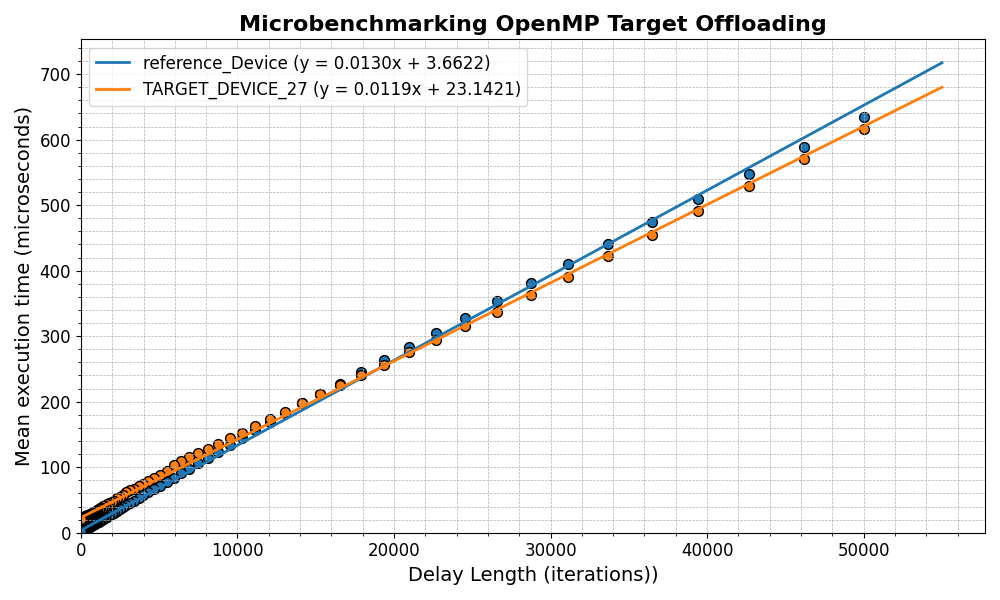 Microbenchmarking OpenMP Target Offloading
reference_Device (y = 0.0130x + 3.6622)
TARGET_DEVICE_27 (y = 0.0119x + 23.1421)
Mean execution time (microseconds)
700
600
500
400
300
200
100
0
0 10000 20000 30000 40000 50000
Delay Length (iterations))